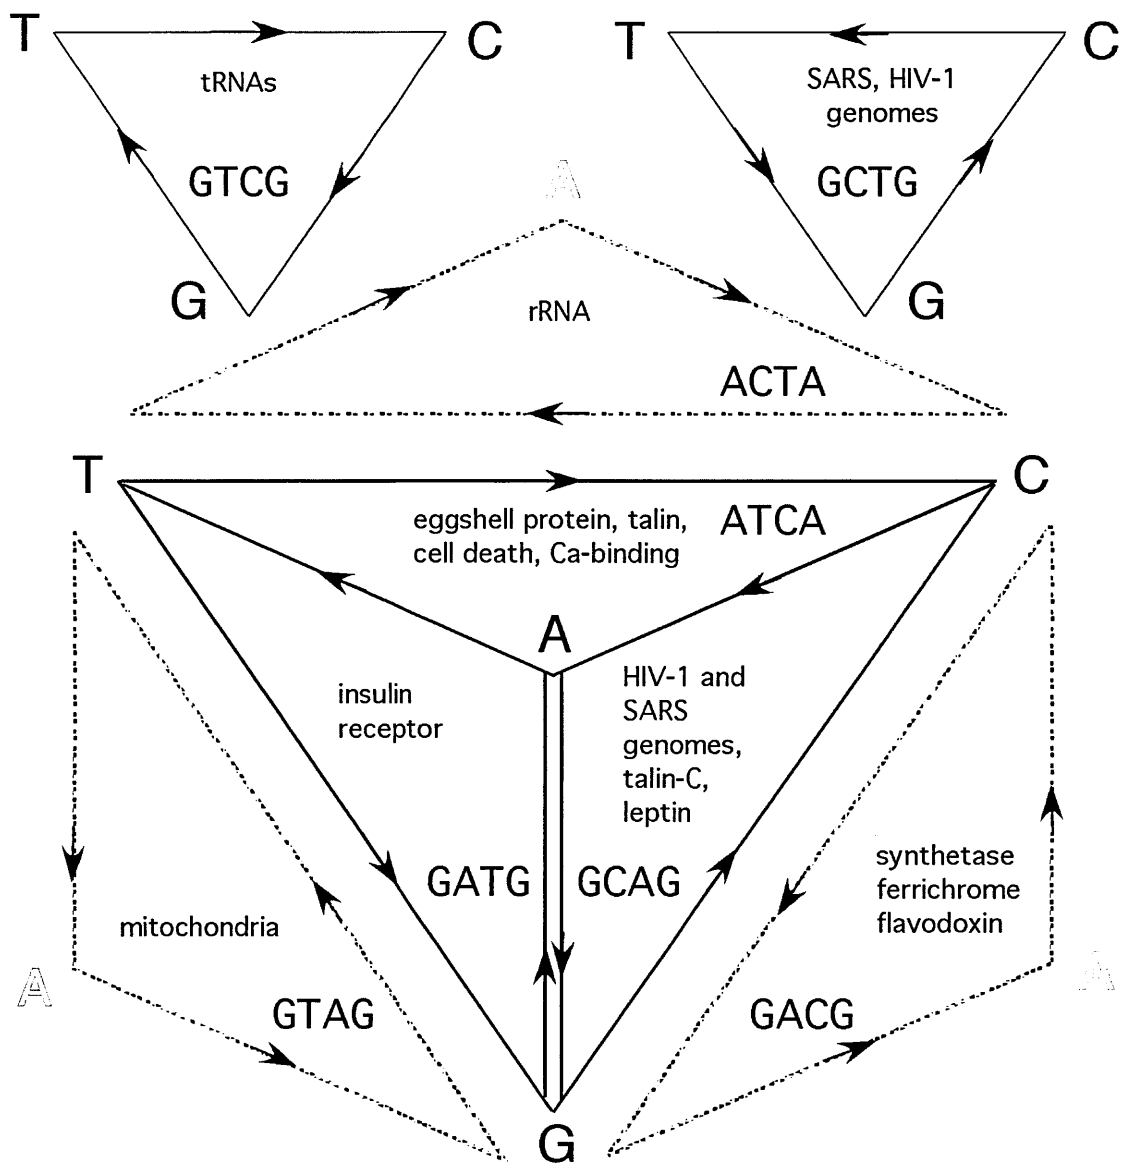 T
C
tRNAs
GTCG
G
T
C
SARS, HIV-1
genomes
GCTG
G
A
rRNA
ACTA
T
C
eggshell protein, talin,
cell death, Ca-binding
ATCA
A
insulin
receptor
HIV-1 and
SARS
genomes,
talin-C,
leptin
GATG
GCAG
mitochondria
A
GTAG
synthetase
ferrichrome
flavodoxin
A
GACG
G